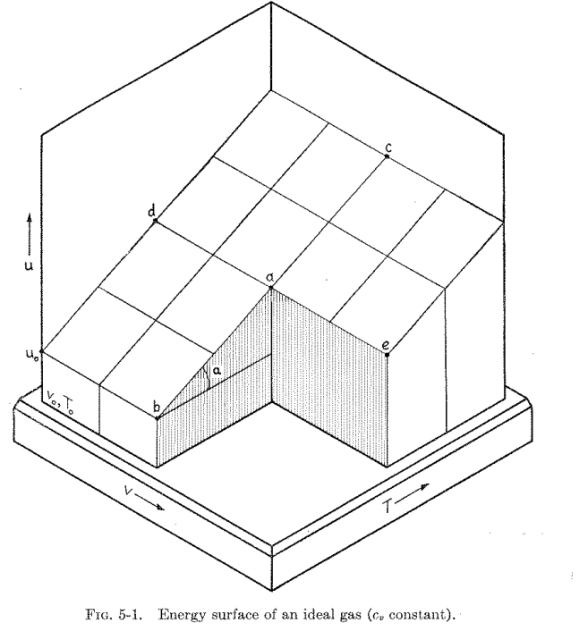 c
d
a
u
e
u₀
a
b
v₀, T₀
v
T
FIG. 5-1. Energy surface of an ideal gas (cᵥ constant).